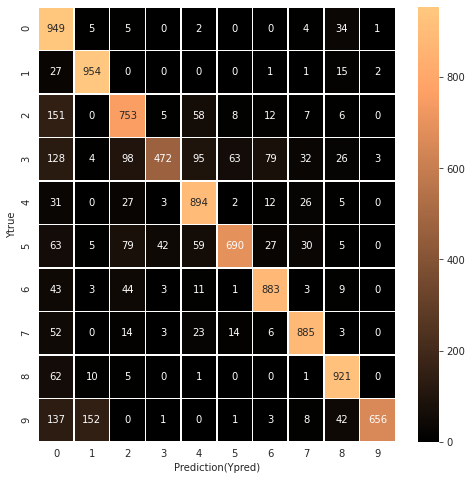 0 949 5 5 0 2 0 0 4 34 1
1 27 954 0 0 0 0 1 1 15 2
2 151 0 753 5 58 8 12 7 6 0
3 128 4 98 472 95 63 79 32 26 3
4 31 0 27 3 894 2 12 26 5 0
5 63 5 79 42 59 690 27 30 5 0
6 43 3 44 3 11 1 883 3 9 0
7 52 0 14 3 23 14 6 885 3 0
8 62 10 5 0 1 0 0 1 921 0
9 137 152 0 1 0 1 3 8 42 656
0 1 2 3 4 5 6 7 8 9
Prediction(Ypred)
Ytrue
800
600
400
200
0